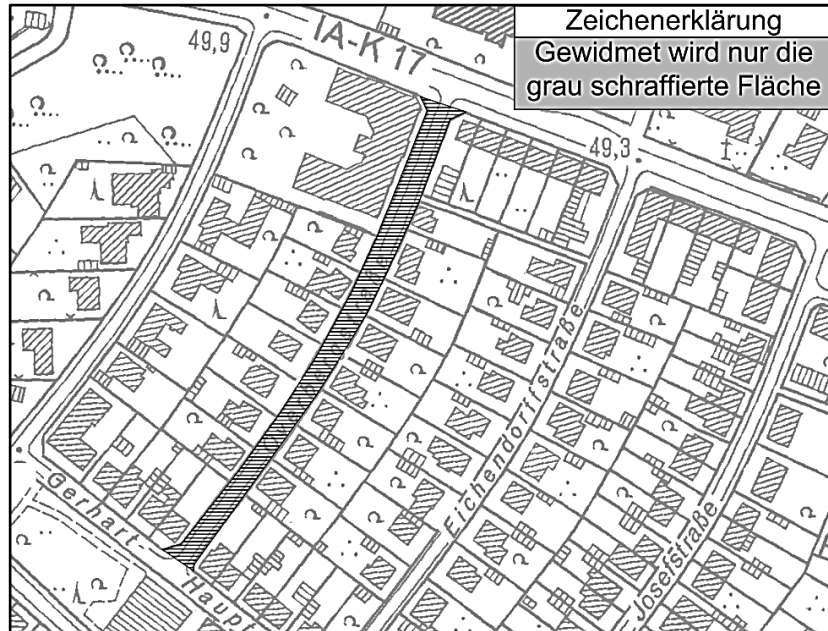 Zeichenerklärung
Gewidmet wird nur die
grau schraffierte Fläche
49,9
IA-K 17
49,3
Eichendorffstraße
Josefstraße
Gerhart
Haupt